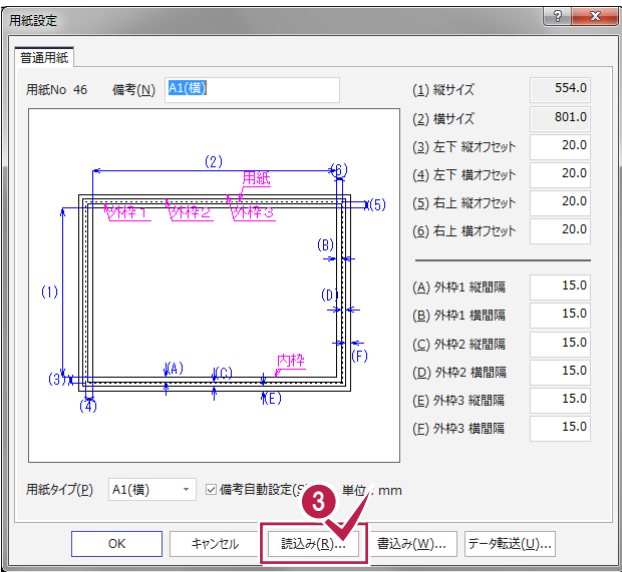 用紙設定
普通用紙
用紙No 46 備考(N) A1(横)
(1) 縦サイズ 554.0
(2) 横サイズ 801.0
(3) 左下 縦オフセット 20.0
(4) 左下 横オフセット 20.0
(5) 右上 縦オフセット 20.0
(6) 右上 横オフセット 20.0
(A) 外枠1 縦間隔 15.0
(B) 外枠1 横間隔 15.0
(C) 外枠2 縦間隔 15.0
(D) 外枠2 横間隔 15.0
(E) 外枠3 縦間隔 15.0
(F) 外枠3 横間隔 15.0
(2)
(6)
用紙
外枠1 外枠2 外枠3
(5)
(B)
(1)
(D)
内枠
(F)
(3)
(A)
(C)
(4)
(E)
用紙タイプ(P) A1(横) 備考自動設定(S) 単位 : mm
3
OK キャンセル 読込み(R)... 書込み(W)... データ転送(U)...